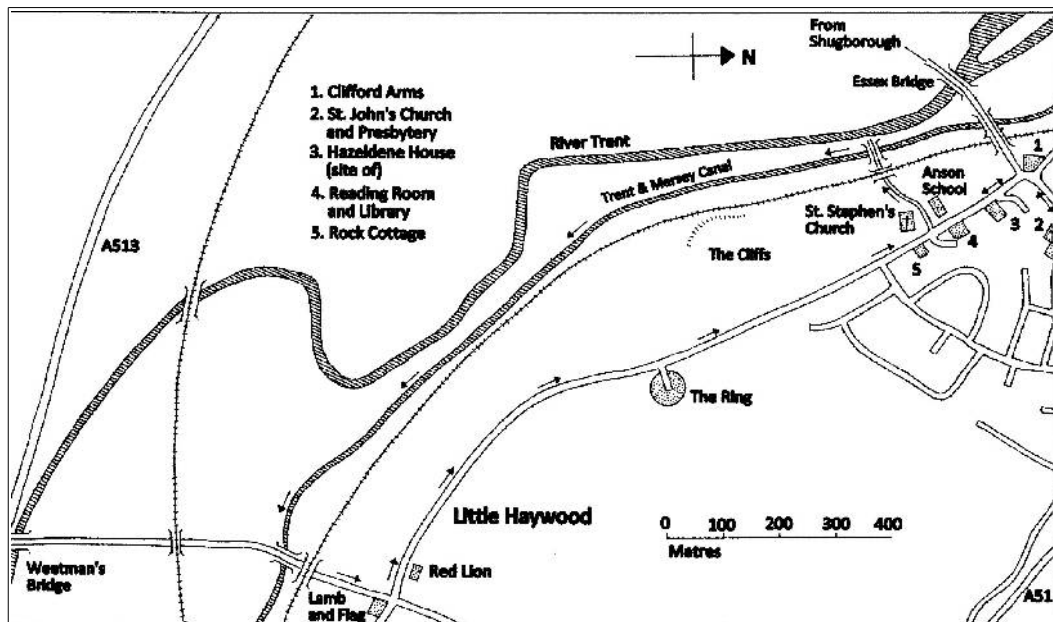 From
Shugborough
Essex Bridge
N
1. Clifford Arms
2. St. John's Church
and Presbytery
3. Hazeldene House
(site of)
4. Reading Room
and Library
5. Rock Cottage
River Trent
Trent & Mersey Canal
1
Anson
School
St. Stephen's
Church
3
2
4
5
The Cliffs
A513
The Ring
Little Haywood
0 100 200 300 400
Metres
Weetman's
Bridge
Red Lion
Lamb
and Flag
A51